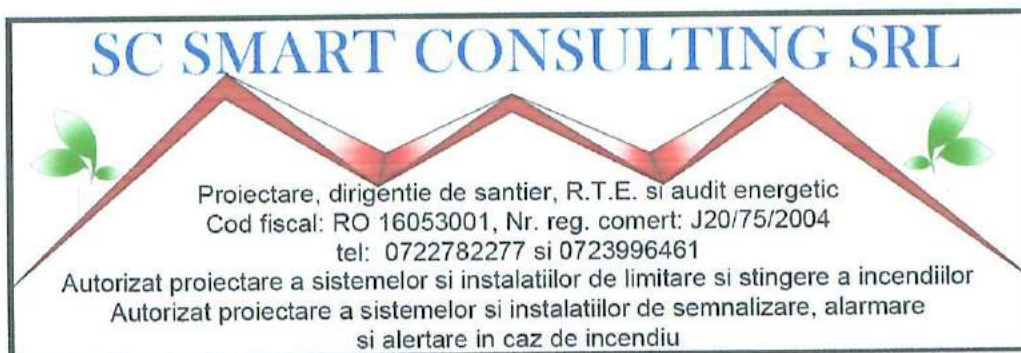 SC SMART CONSULTING SRL
Proiectare, dirigentie de santier, R.T.E. si audit energetic
Cod fiscal: RO 16053001, Nr. reg. comert: J20/75/2004
tel: 0722782277 si 0723996461
Autorizat proiectare a sistemelor si instalatiilor de limitare si stingere a incendiilor
Autorizat proiectare a sistemelor si instalatiilor de semnalizare, alarmare
si alertare in caz de incendiu